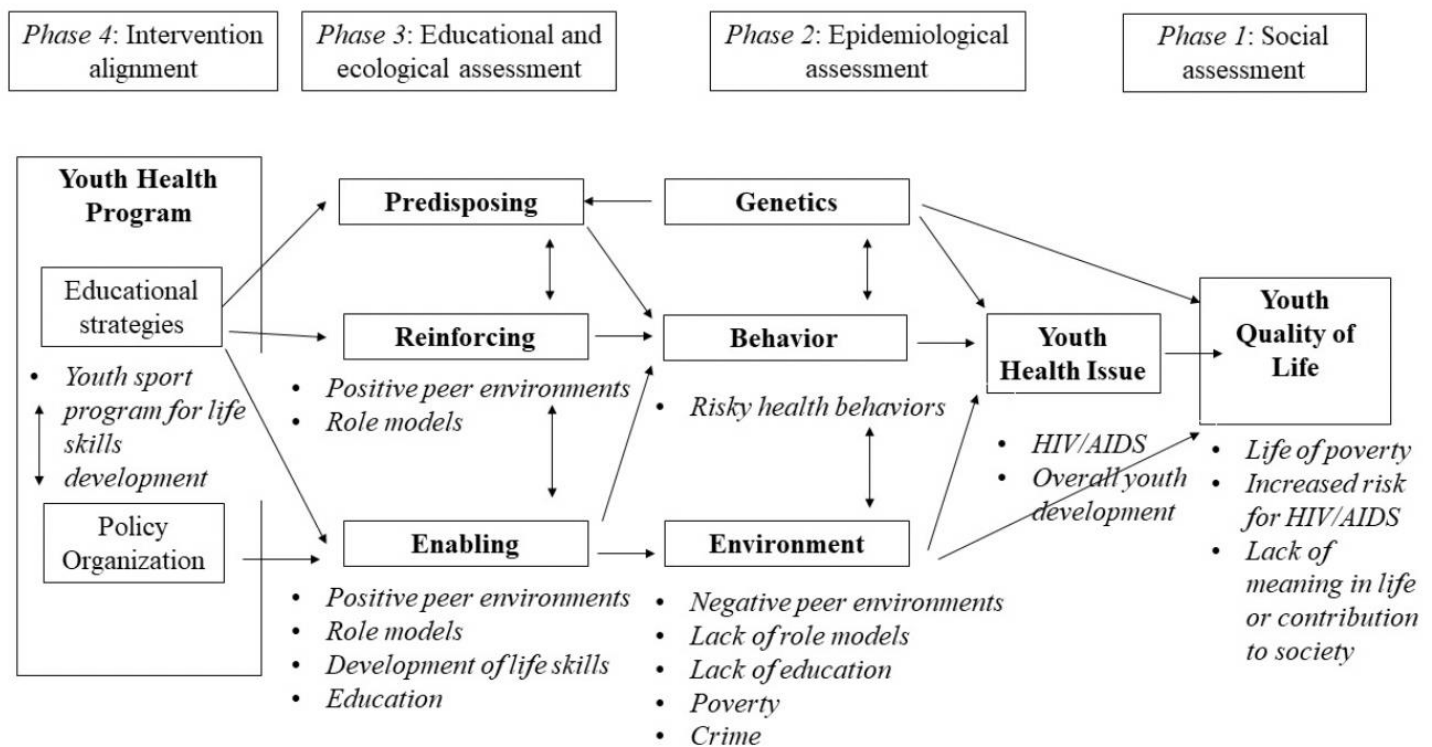 Phase 4: Intervention
alignment
Phase 3: Educational and
ecological assessment
Phase 2: Epidemiological
assessment
Phase 1: Social
assessment
Youth Health
Program
Educational
strategies
• Youth sport
program for life
skills
development
Policy
Organization
Predisposing
Reinforcing
• Positive peer environments
• Role models
Enabling
• Positive peer environments
• Role models
• Development of life skills
• Education
Genetics
Behavior
• Risky health behaviors
Environment
• Negative peer environments
• Lack of role models
• Lack of education
• Poverty
• Crime
Youth
Health Issue
• HIV/AIDS
• Overall youth
development
Youth
Quality of
Life
• Life of poverty
• Increased risk
for HIV/AIDS
• Lack of
meaning in life
or contribution
to society